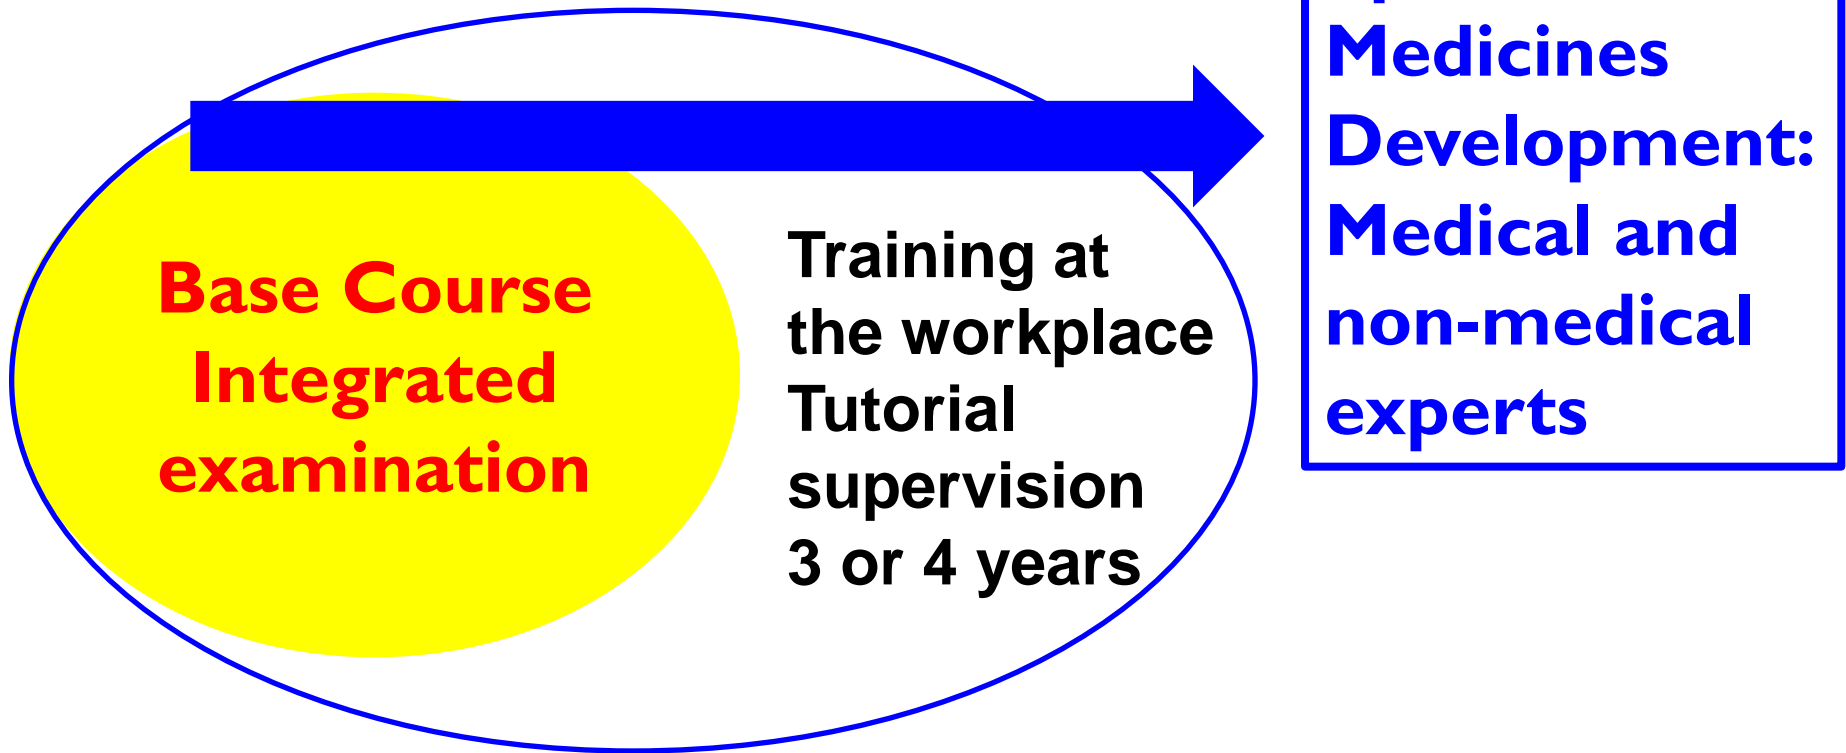 Base Course
Integrated
examination
Training at
the workplace
Tutorial
supervision
3 or 4 years
Medicines
Development:
Medical and
non-medical
experts